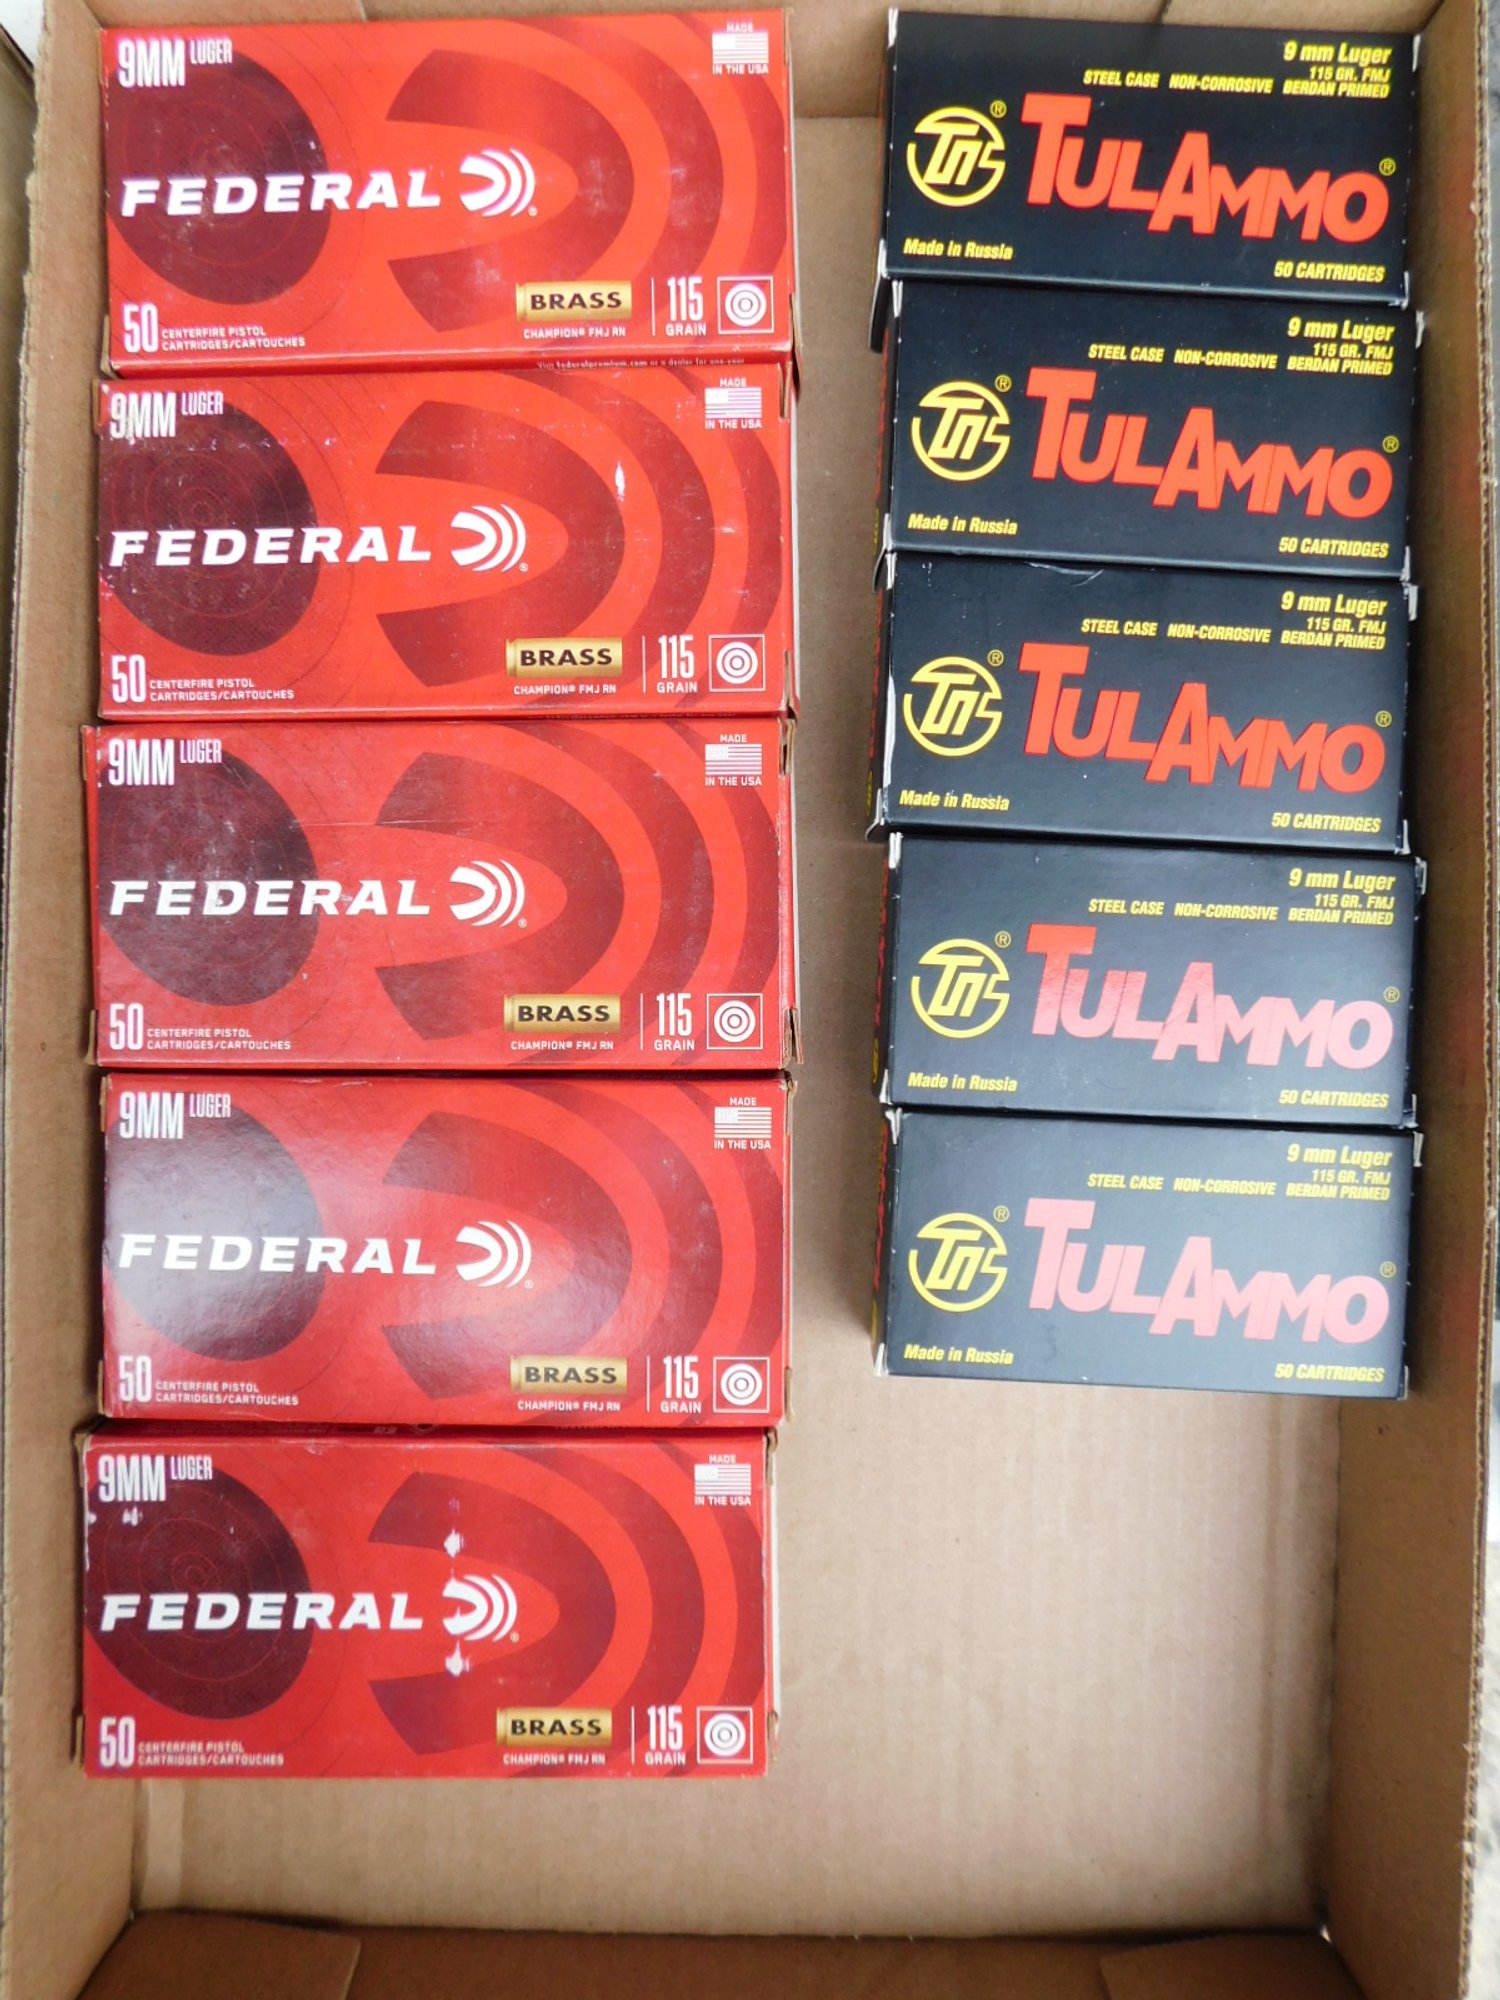 9MM LUGER
MADE
IN THE USA
FEDERAL ®
BRASS
50 CENTERFIRE PISTOL
CARTRIDGES/CARTOUCHES
CHAMPION® FMJ RN
115
GRAIN
9MM LUGER
MADE
IN THE USA
FEDERAL ®
BRASS
50 CENTERFIRE PISTOL
CARTRIDGES/CARTOUCHES
CHAMPION® FMJ RN
115
GRAIN
9MM LUGER
MADE
IN THE USA
FEDERAL ®
BRASS
50 CENTERFIRE PISTOL
CARTRIDGES/CARTOUCHES
CHAMPION® FMJ RN
115
GRAIN
9MM LUGER
MADE
IN THE USA
FEDERAL ®
BRASS
50 CENTERFIRE PISTOL
CARTRIDGES/CARTOUCHES
CHAMPION® FMJ RN
115
GRAIN
9MM LUGER
MADE
IN THE USA
FEDERAL ®
BRASS
50 CENTERFIRE PISTOL
CARTRIDGES/CARTOUCHES
CHAMPION® FMJ RN
115
GRAIN
9 mm Luger
115 GR. FMJ
STEEL CASE NON-CORROSIVE BERDAN PRIMED
® TULAMMO ®
Made in Russia
50 CARTRIDGES
9 mm Luger
115 GR. FMJ
STEEL CASE NON-CORROSIVE BERDAN PRIMED
® TULAMMO ®
Made in Russia
50 CARTRIDGES
9 mm Luger
115 GR. FMJ
STEEL CASE NON-CORROSIVE BERDAN PRIMED
® TULAMMO ®
Made in Russia
50 CARTRIDGES
9 mm Luger
115 GR. FMJ
STEEL CASE NON-CORROSIVE BERDAN PRIMED
® TULAMMO ®
Made in Russia
50 CARTRIDGES
9 mm Luger
115 GR. FMJ
STEEL CASE NON-CORROSIVE BERDAN PRIMED
® TULAMMO ®
Made in Russia
50 CARTRIDGES